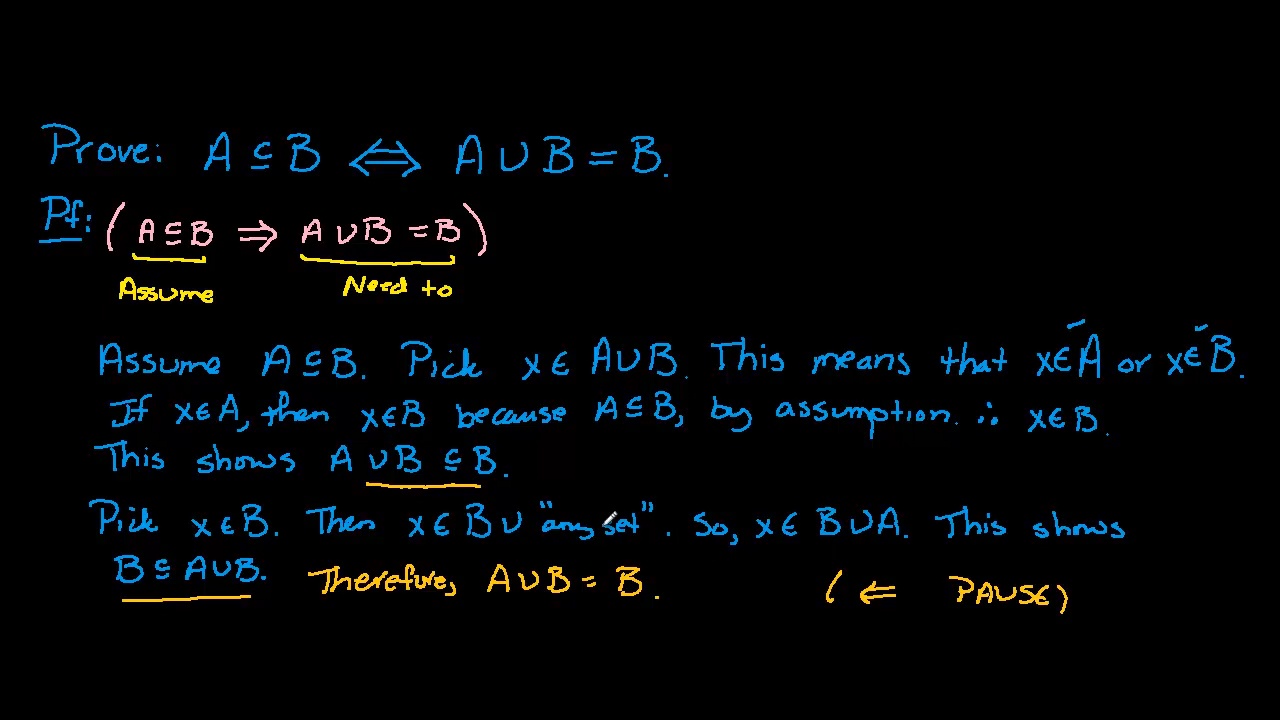 Prove: A ⊆ B ⟺ A ∪ B = B.
Pf: ( A ⊆ B ⟹ A ∪ B = B )
Assume Need to
Assume A ⊆ B. Pick x ∈ A ∪ B. This means that x ∈ A or x ∈ B.
If x ∈ A, then x ∈ B because A ⊆ B, by assumption. ∴ x ∈ B.
This shows A ∪ B ⊆ B.
Pick x ∈ B. Then x ∈ B ∪ "any set". So, x ∈ B ∪ A. This shows
B ⊆ A ∪ B. Therefore, A ∪ B = B. ( ⟸ PAUSE)